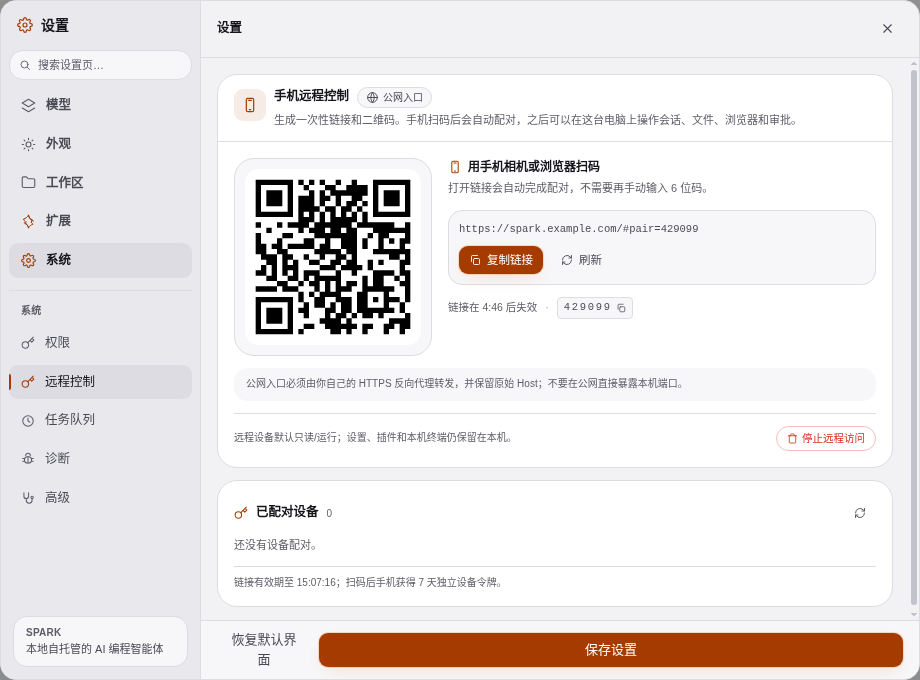 设置
搜索设置页…
模型
外观
工作区
扩展
系统
系统
权限
远程控制
任务队列
诊断
高级
SPARK
本地自托管的 AI 编程智能体
设置
手机远程控制 公网入口
生成一次性链接和二维码。手机扫码后会自动配对，之后可以在这台电脑上操作会话、文件、浏览器和审批。
用手机相机或浏览器扫码
打开链接会自动完成配对，不需要再手动输入 6 位码。
https://spark.example.com/#pair=429099
复制链接 刷新
链接在 4:46 后失效 · 429099
公网入口必须由你自己的 HTTPS 反向代理转发，并保留原始 Host；不要在公网直接暴露本机端口。
远程设备默认只读/运行；设置、插件和本机终端仍保留在本机。 停止远程访问
已配对设备 0
还没有设备配对。
链接有效期至 15:07:16；扫码后手机获得 7 天独立设备令牌。
恢复默认界
面
保存设置